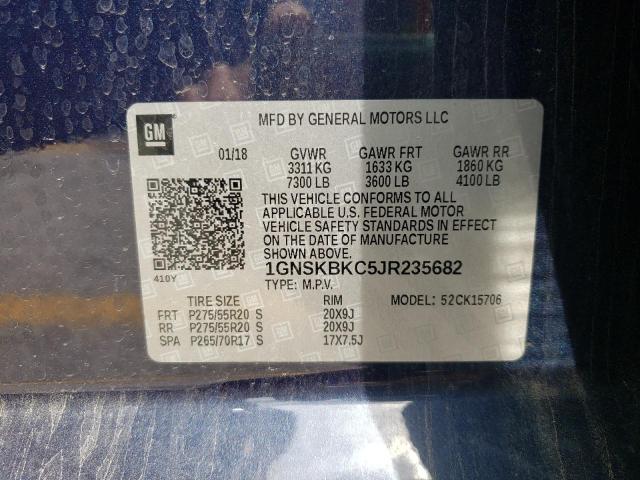 GM
MFD BY GENERAL MOTORS LLC
01/18 GVWR GAWR FRT GAWR RR
3311 KG 1633 KG 1860 KG
7300 LB 3600 LB 4100 LB
THIS VEHICLE CONFORMS TO ALL
APPLICABLE U.S. FEDERAL MOTOR
VEHICLE SAFETY STANDARDS IN
EFFECT ON THE DATE OF MANUFACTURE
SHOWN ABOVE.
1GNSKBKC5JR235682
410Y
TYPE: M.P.V.
TIRE SIZE RIM MODEL: 52CK15706
FRT P275/55R20 S 20X9J
RR P275/55R20 S 20X9J
SPA P265/70R17 S 17X7.5J